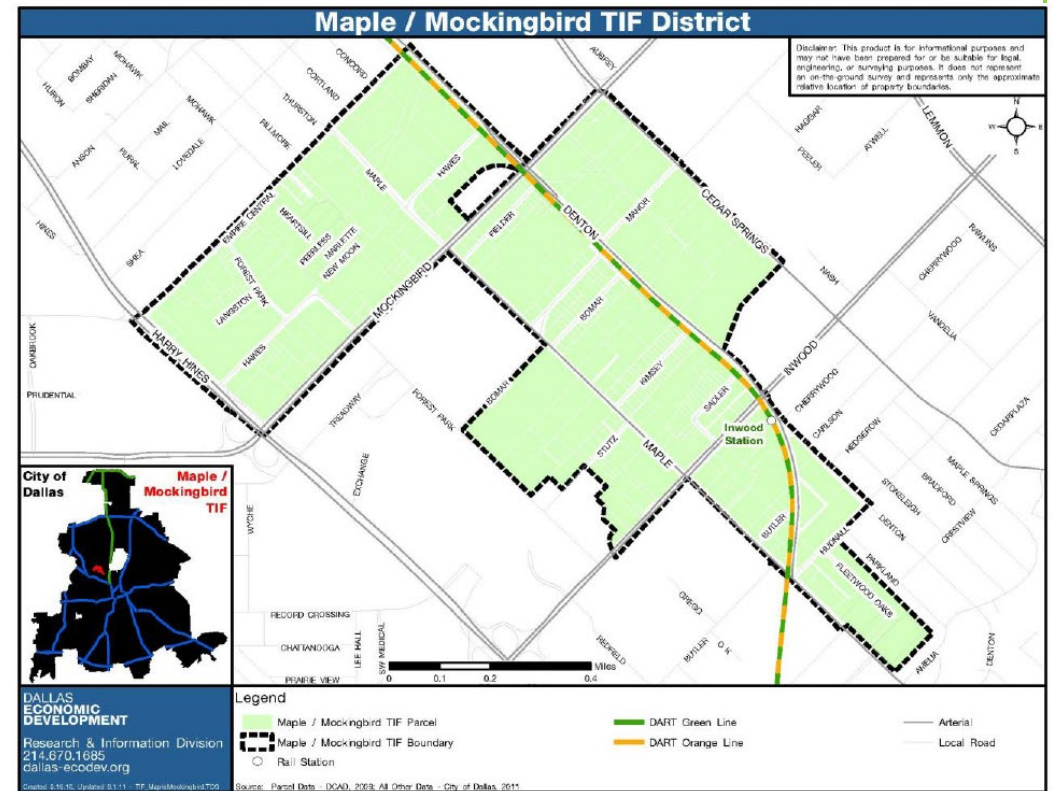 Maple / Mockingbird TIF District
Disclaimer: This product is for informational purposes and
may not have been prepared for or be suitable for legal,
engineering, or surveying purposes. It does not represent
an on-the-ground survey and represents only the approximate
relative location of property boundaries.
N
W
E
S
BOMBAY
MOHAWK
HURON
SHERIDAN
CONCORD
CORTLAND
THURSTON
FILLMORE
MOHAWK
MAIL
RURAL
LOVEDALE
ANSON
HINES
SHEA
AUBREY
LEMMON
HAGGAR
ATWELL
PEELER
EMPIRE CENTRAL
MAPLE
HAWES
HEARTSILL
PEERLESS
MARLETTE
NEW MOON
FOREST PARK
LANGSTON
HAWES
HARRY HINES
MOCKINGBIRD
FIELDER
DENTON
MANOR
CEDAR SPRINGS
NASH
RAWLINS
CHERRYWOOD
VANDELIA
INWOOD
BOMAR
KIMSEY
SADLER
BOMAR
STUTZ
MAPLE
Inwood
Station
CHERRYWOOD
CARLSON
HEDGEROW
CEDARPLAZA
MAPLE SPRINGS
BRADFORD
STONELEIGH
CRESTVIEW
DENTON
PARKLAND
BUTLER
HUDNALL
FLEETWOOD OAKS
AMELIA
DENTON
OAKBROOK
PRUDENTIAL
TREADWAY
FOREST PARK
EXCHANGE
WYCHE
RECORD CROSSING
CHATTANOOGA
PRAIRIE VIEW
LEE HALL
SW MEDICAL
REDFIELD
GREGG
BUTLER
Miles
0 0.1 0.2 0.4
City of
Dallas
Maple /
Mockingbird
TIF
DALLAS
ECONOMIC
DEVELOPMENT
Research & Information Division
214.670.1685
dallas-ecodev.org
Legend
Maple / Mockingbird TIF Parcel
Maple / Mockingbird TIF Boundary
Rail Station
DART Green Line
DART Orange Line
Arterial
Local Road
Source: Parcel Data - DCAD, 2009; All Other Data - City of Dallas, 2011